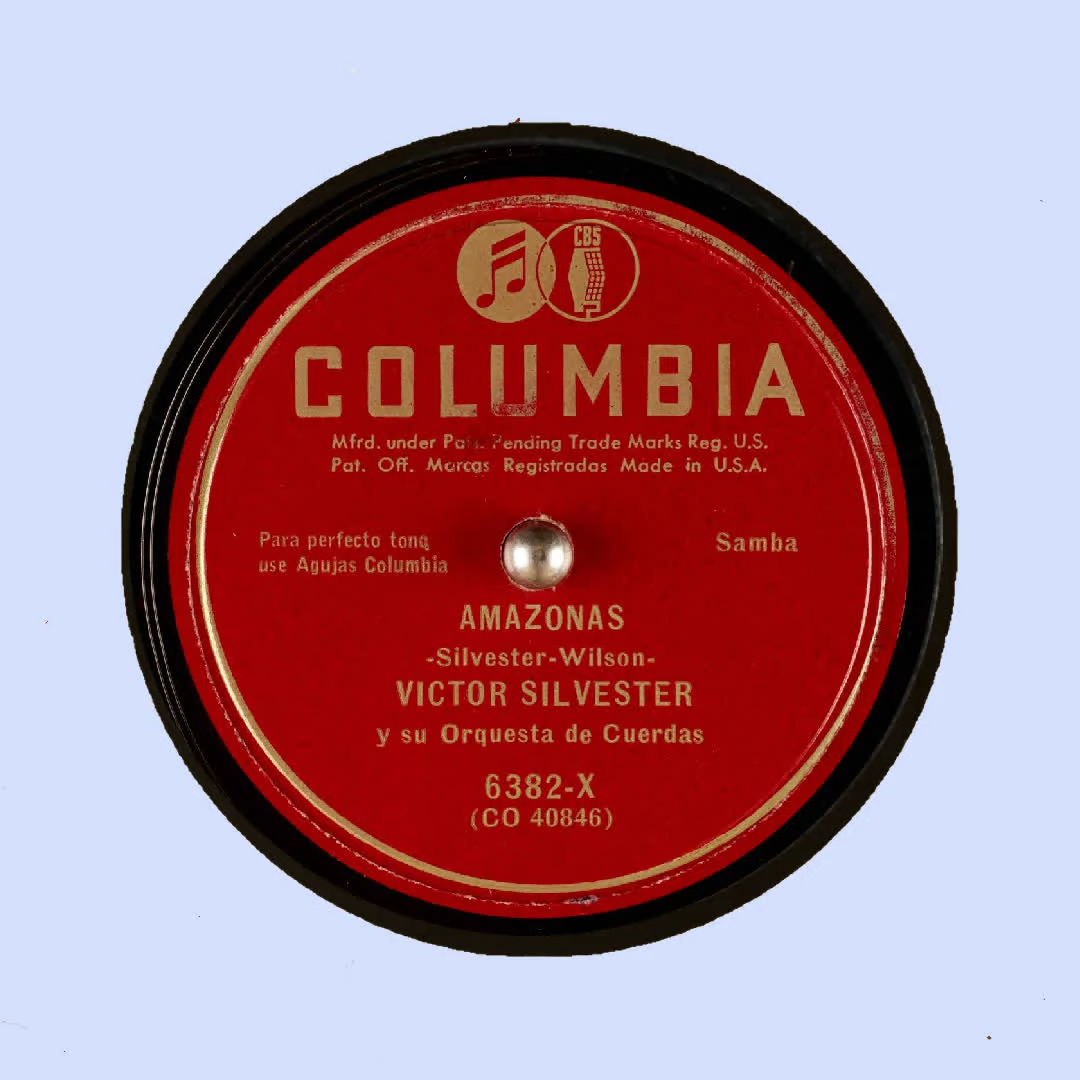 CBS
COLUMBIA
Mfrd. under Pending Trade Marks Reg. U.S.
Pat. Off. Marcas Registradas Made in U.S.A.
Para perfecto tono
use Agujas Columbia
Samba
AMAZONAS
-Silvester-Wilson-
VICTOR SILVESTER
y su Orquesta de Cuerdas
6382-X
(CO 40846)